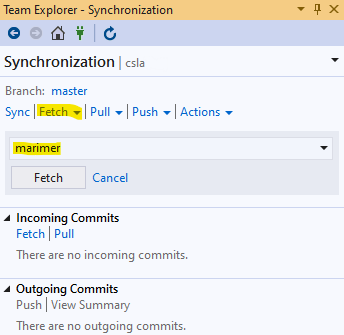 Team Explorer - Synchronization
Synchronization | csla
Branch: master
Sync | Fetch | Pull | Push | Actions
marimer
Fetch Cancel
Incoming Commits
Fetch | Pull
There are no incoming commits.
Outgoing Commits
Push | View Summary
There are no outgoing commits.